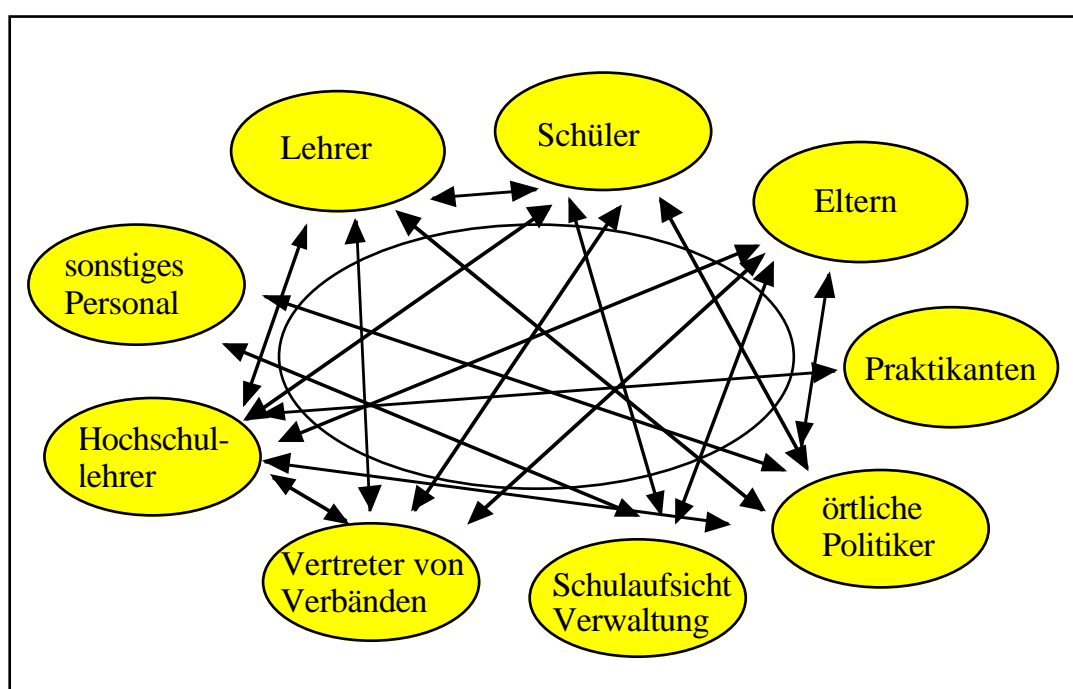 Lehrer
Schüler
Eltern
sonstiges
Personal
Praktikanten
Hochschul-
lehrer
örtliche
Politiker
Vertreter von
Verbänden
Schulaufsicht
Verwaltung